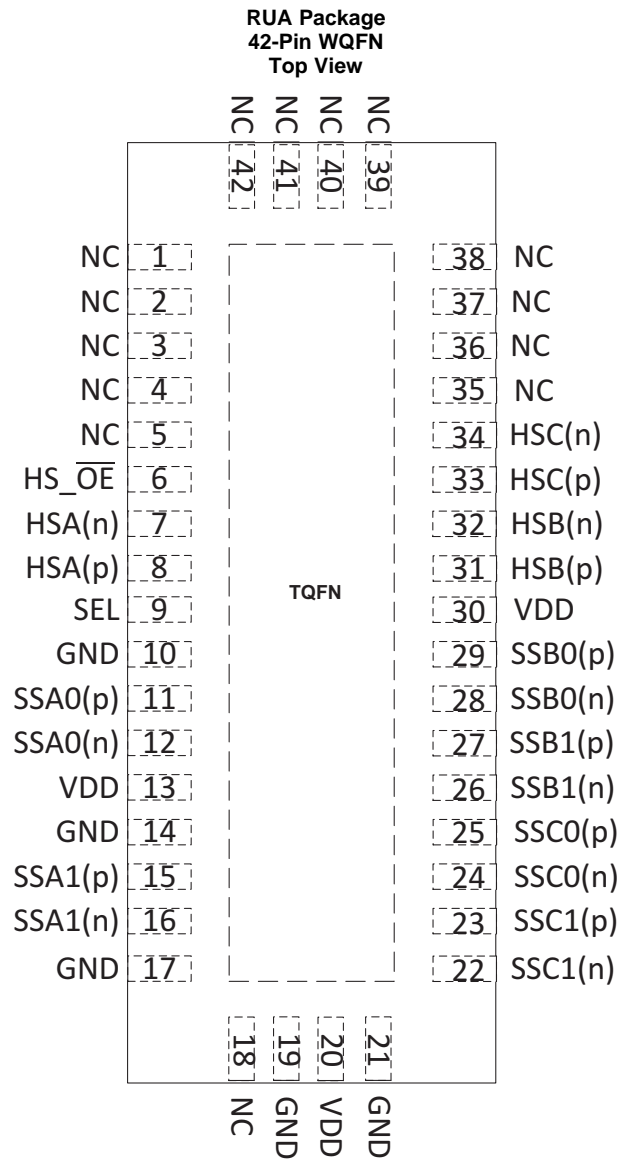 RUA Package
42-Pin WQFN
Top View
NC NC NC NC
42 41 40 39
NC 1
NC 2
NC 3
NC 4
NC 5
HS_O̅E̅ 6
HSA(n) 7
HSA(p) 8
SEL 9
GND 10
SSA0(p) 11
SSA0(n) 12
VDD 13
GND 14
SSA1(p) 15
SSA1(n) 16
GND 17
TQFN
38 NC
37 NC
36 NC
35 NC
34 HSC(n)
33 HSC(p)
32 HSB(n)
31 HSB(p)
30 VDD
29 SSB0(p)
28 SSB0(n)
27 SSB1(p)
26 SSB1(n)
25 SSC0(p)
24 SSC0(n)
23 SSC1(p)
22 SSC1(n)
18 19 20 21
NC GND VDD GND